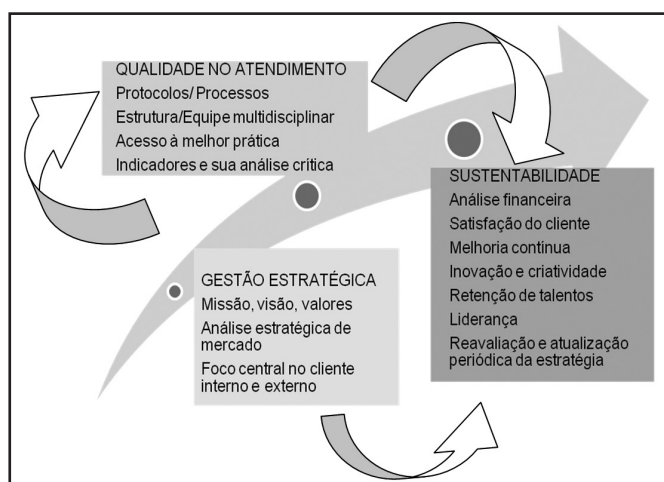 QUALIDADE NO ATENDIMENTO
Protocolos/ Processos
Estrutura/Equipe multidisciplinar
Acesso à melhor prática
Indicadores e sua análise crítica
GESTÃO ESTRATÉGICA
Missão, visão, valores
Análise estratégica de
mercado
Foco central no cliente
interno e externo
SUSTENTABILIDADE
Análise financeira
Satisfação do cliente
Melhoria continua
Inovação e criatividade
Retenção de talentos
Liderança
Reavaliação e atualização
periódica da estratégia